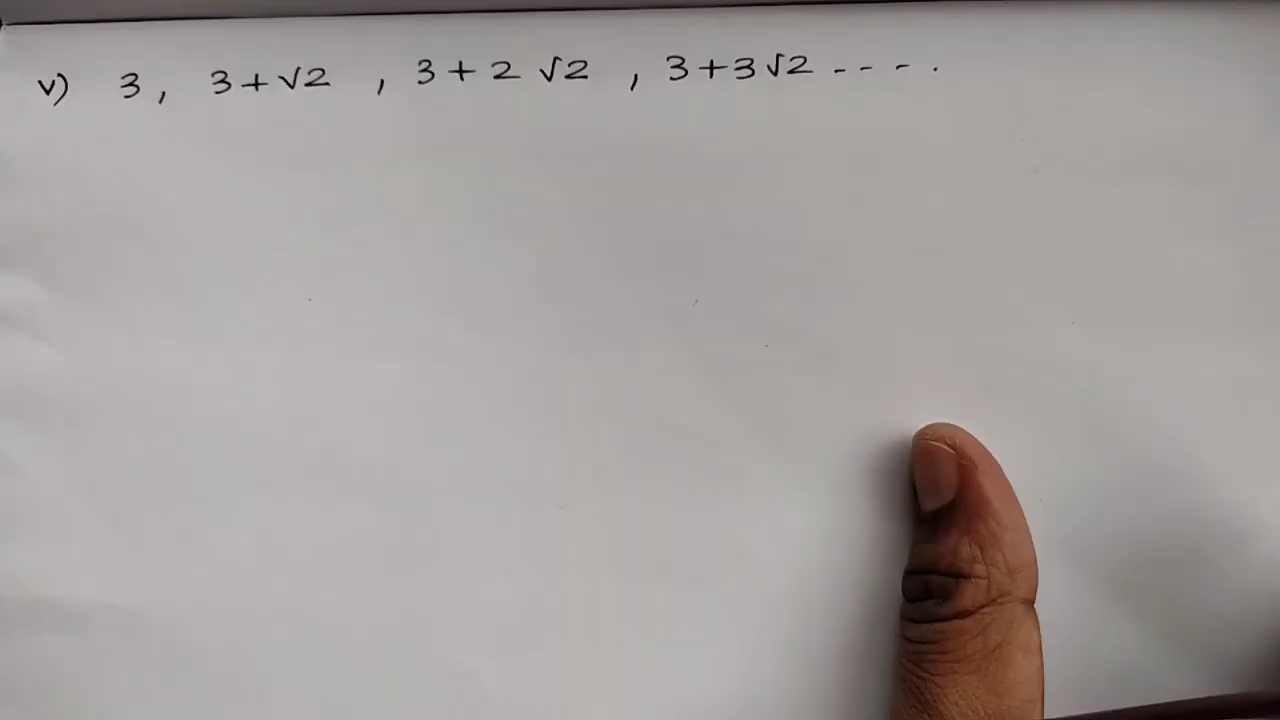 v) 3, 3+√2 , 3+2 √2 , 3+3√2 ---- .